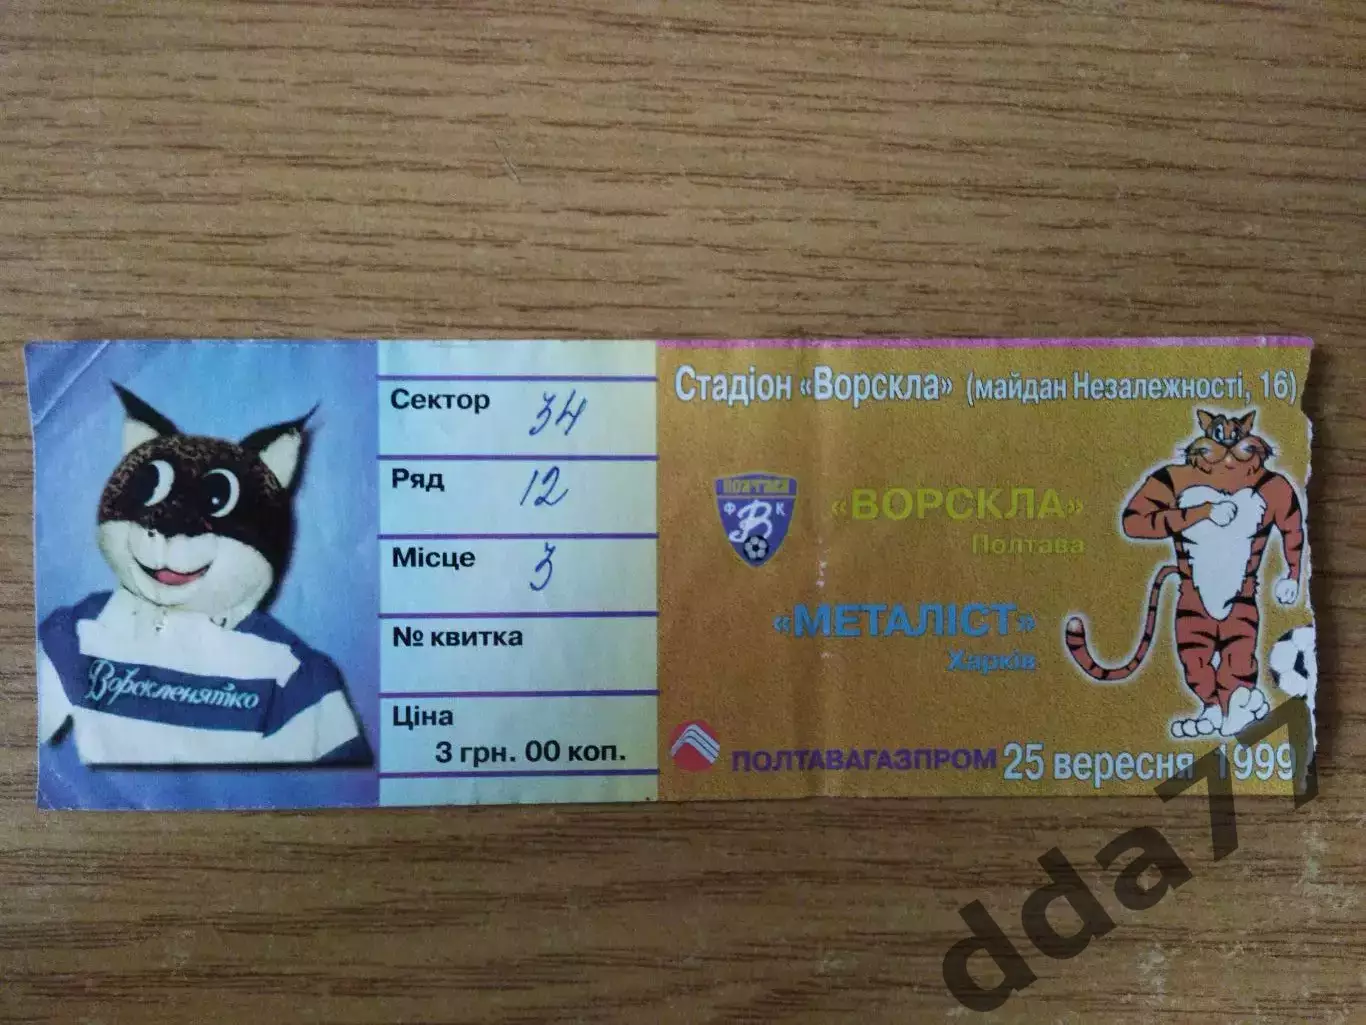 Ворскленятко
Сектор 34
Ряд 12
Місце 3
№ квитка
Ціна
3 грн. 00 коп.
Стадіон «Ворскла» (майдан Незалежності, 16)
ПОЛТАВА
Ф К
В
«ВОРСКЛА»
Полтава
«МЕТАЛІСТ»
Харків
ПОЛТАВАГАЗПРОМ 25 вересня 1999
dda77